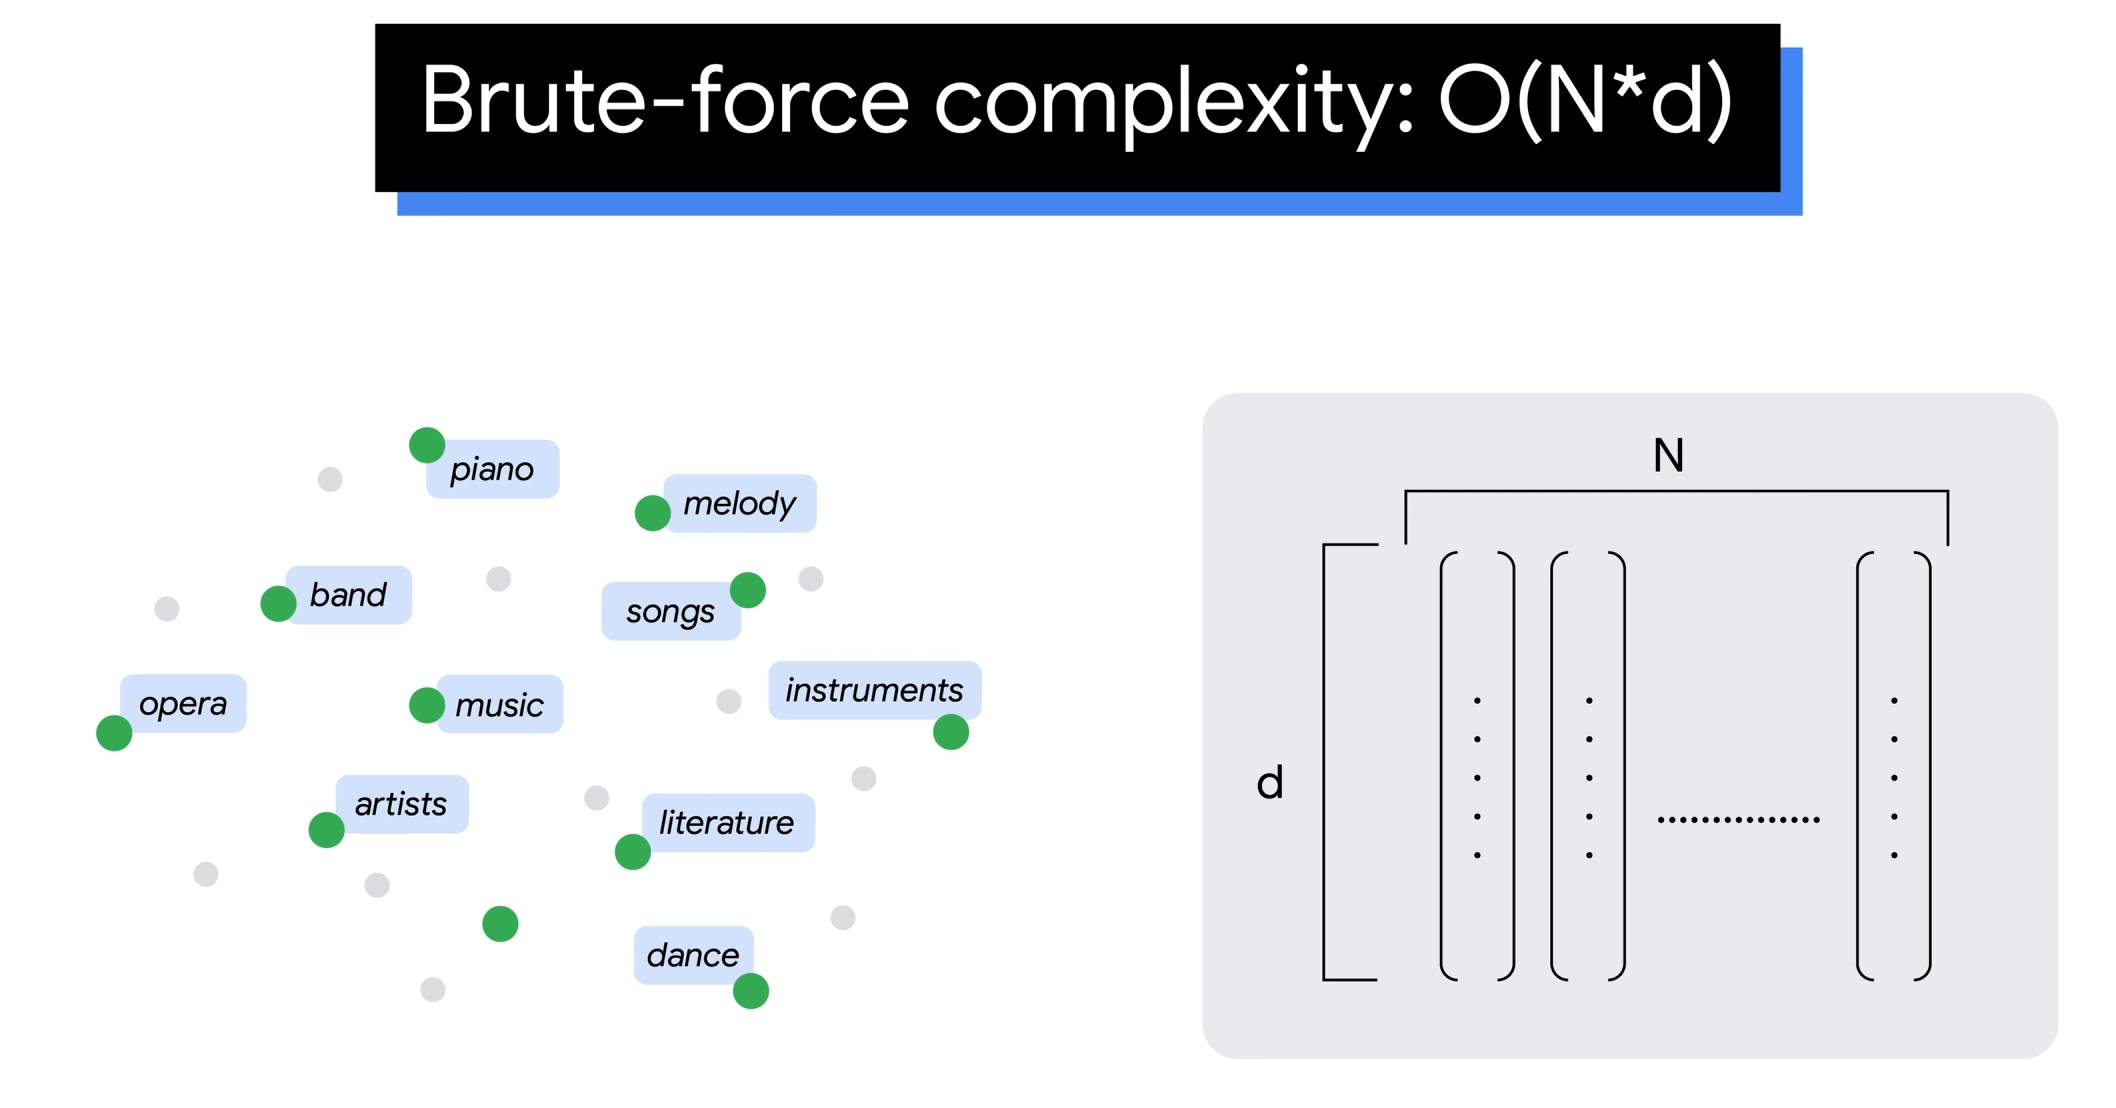 Brute-force complexity: O(N*d)
piano
melody
band
songs
opera
music
instruments
artists
literature
dance
N
d